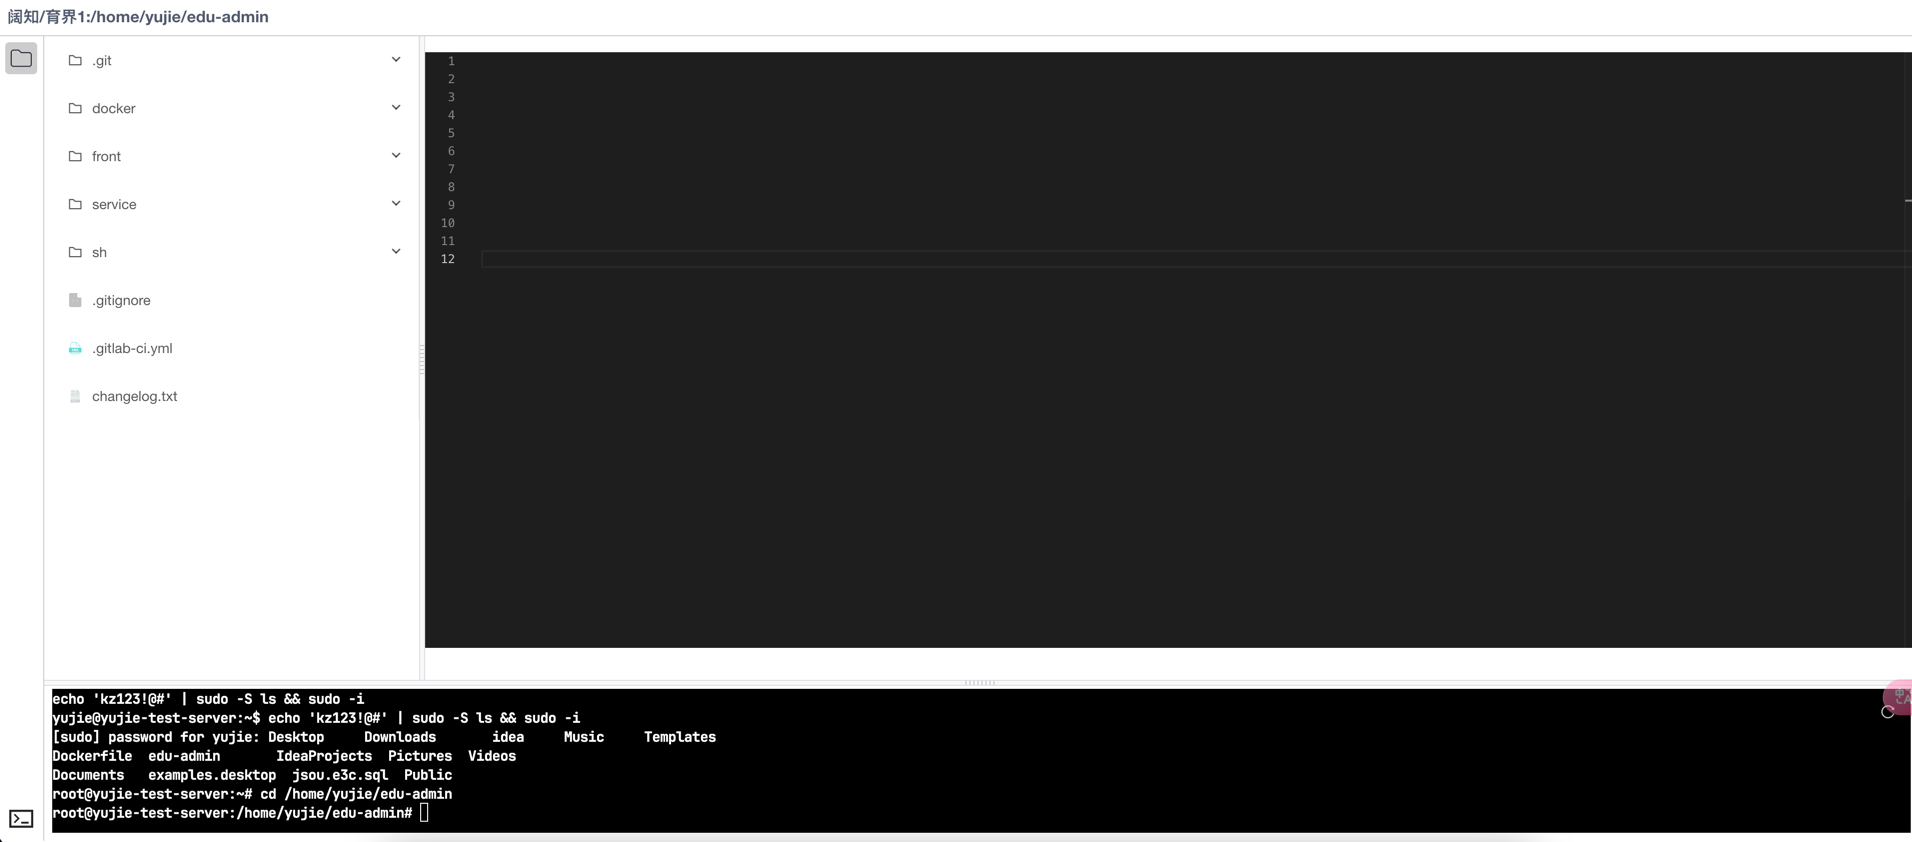 阔知/育界1:/home/yujie/edu-admin
.git
docker
front
service
sh
.gitignore
.gitlab-ci.yml
changelog.txt
1
2
3
4
5
6
7
8
9
10
11
12
echo 'kz123!@#' | sudo -S ls && sudo -i
yujie@yujie-test-server:~$ echo 'kz123!@#' | sudo -S ls && sudo -i
[sudo] password for yujie: Desktop     Downloads       idea     Music     Templates
Dockerfile  edu-admin       IdeaProjects  Pictures  Videos
Documents   examples.desktop  jsou.e3c.sql  Public
root@yujie-test-server:~# cd /home/yujie/edu-admin
root@yujie-test-server:/home/yujie/edu-admin#